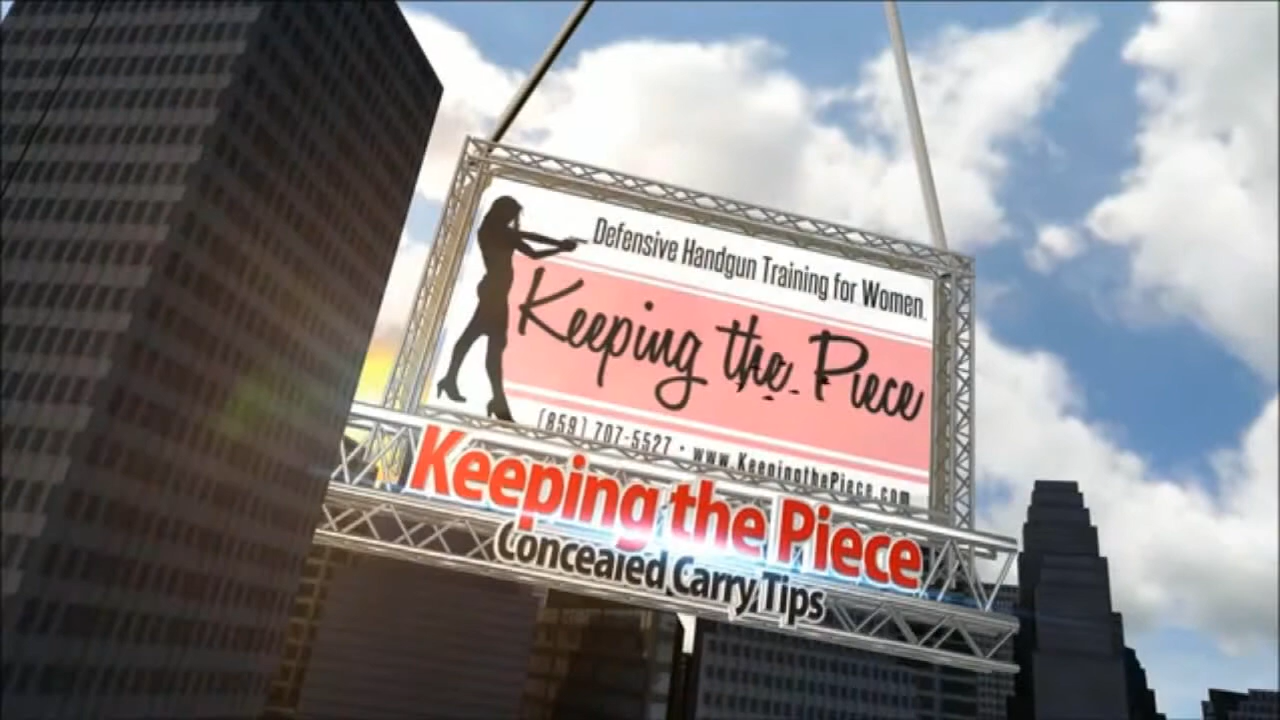 Defensive Handgun Training for Women.
Keeping the Piece
(859) 707-5527 • www.KeepingthePiece.com
Keeping the Piece
Concealed Carry Tips